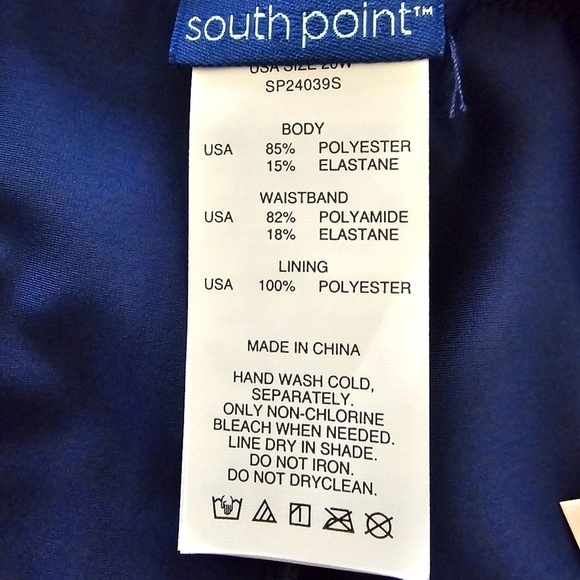 south point™
USA SIZE 20W
SP24039S
BODY
USA 85% POLYESTER
15% ELASTANE
WAISTBAND
USA 82% POLYAMIDE
18% ELASTANE
LINING
USA 100% POLYESTER
MADE IN CHINA
HAND WASH COLD,
SEPARATELY.
ONLY NON-CHLORINE
BLEACH WHEN NEEDED.
LINE DRY IN SHADE.
DO NOT IRON.
DO NOT DRYCLEAN.